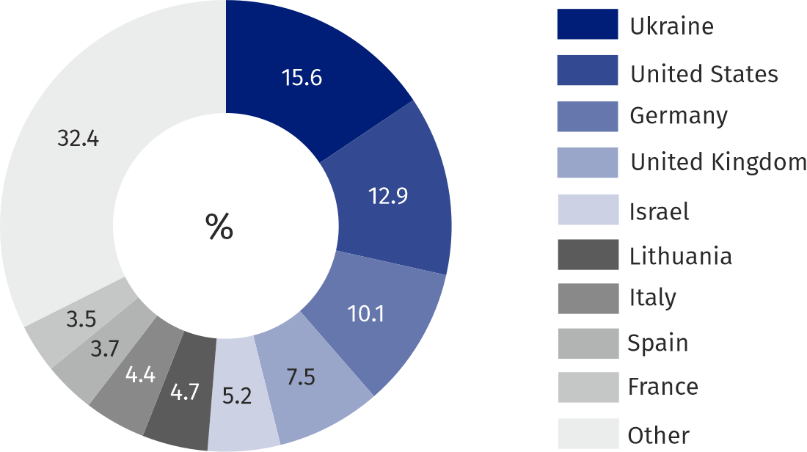 15.6
12.9
10.1
7.5
5.2
4.7
4.4
3.7
3.5
32.4
%
Ukraine
United States
Germany
United Kingdom
Israel
Lithuania
Italy
Spain
France
Other